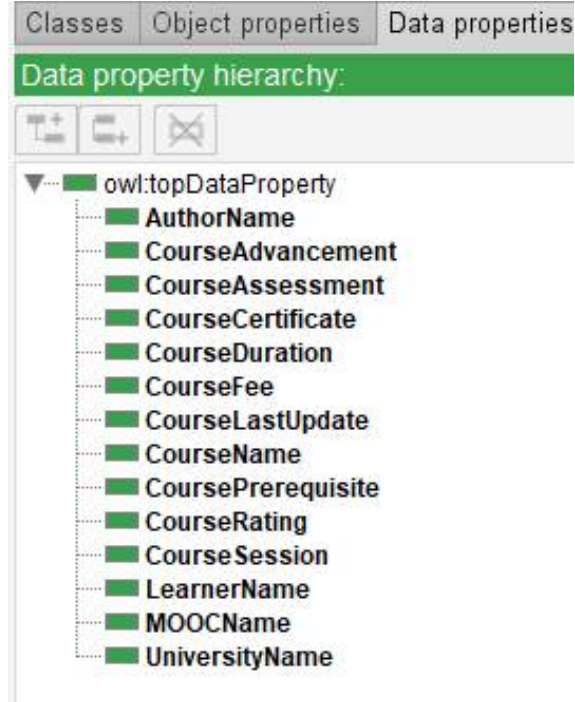 Classes Object properties Data properties
Data property hierarchy:
owl:topDataProperty
AuthorName
CourseAdvancement
CourseAssessment
CourseCertificate
CourseDuration
CourseFee
CourseLastUpdate
CourseName
CoursePrerequisite
CourseRating
CourseSession
LearnerName
MOOCName
UniversityName